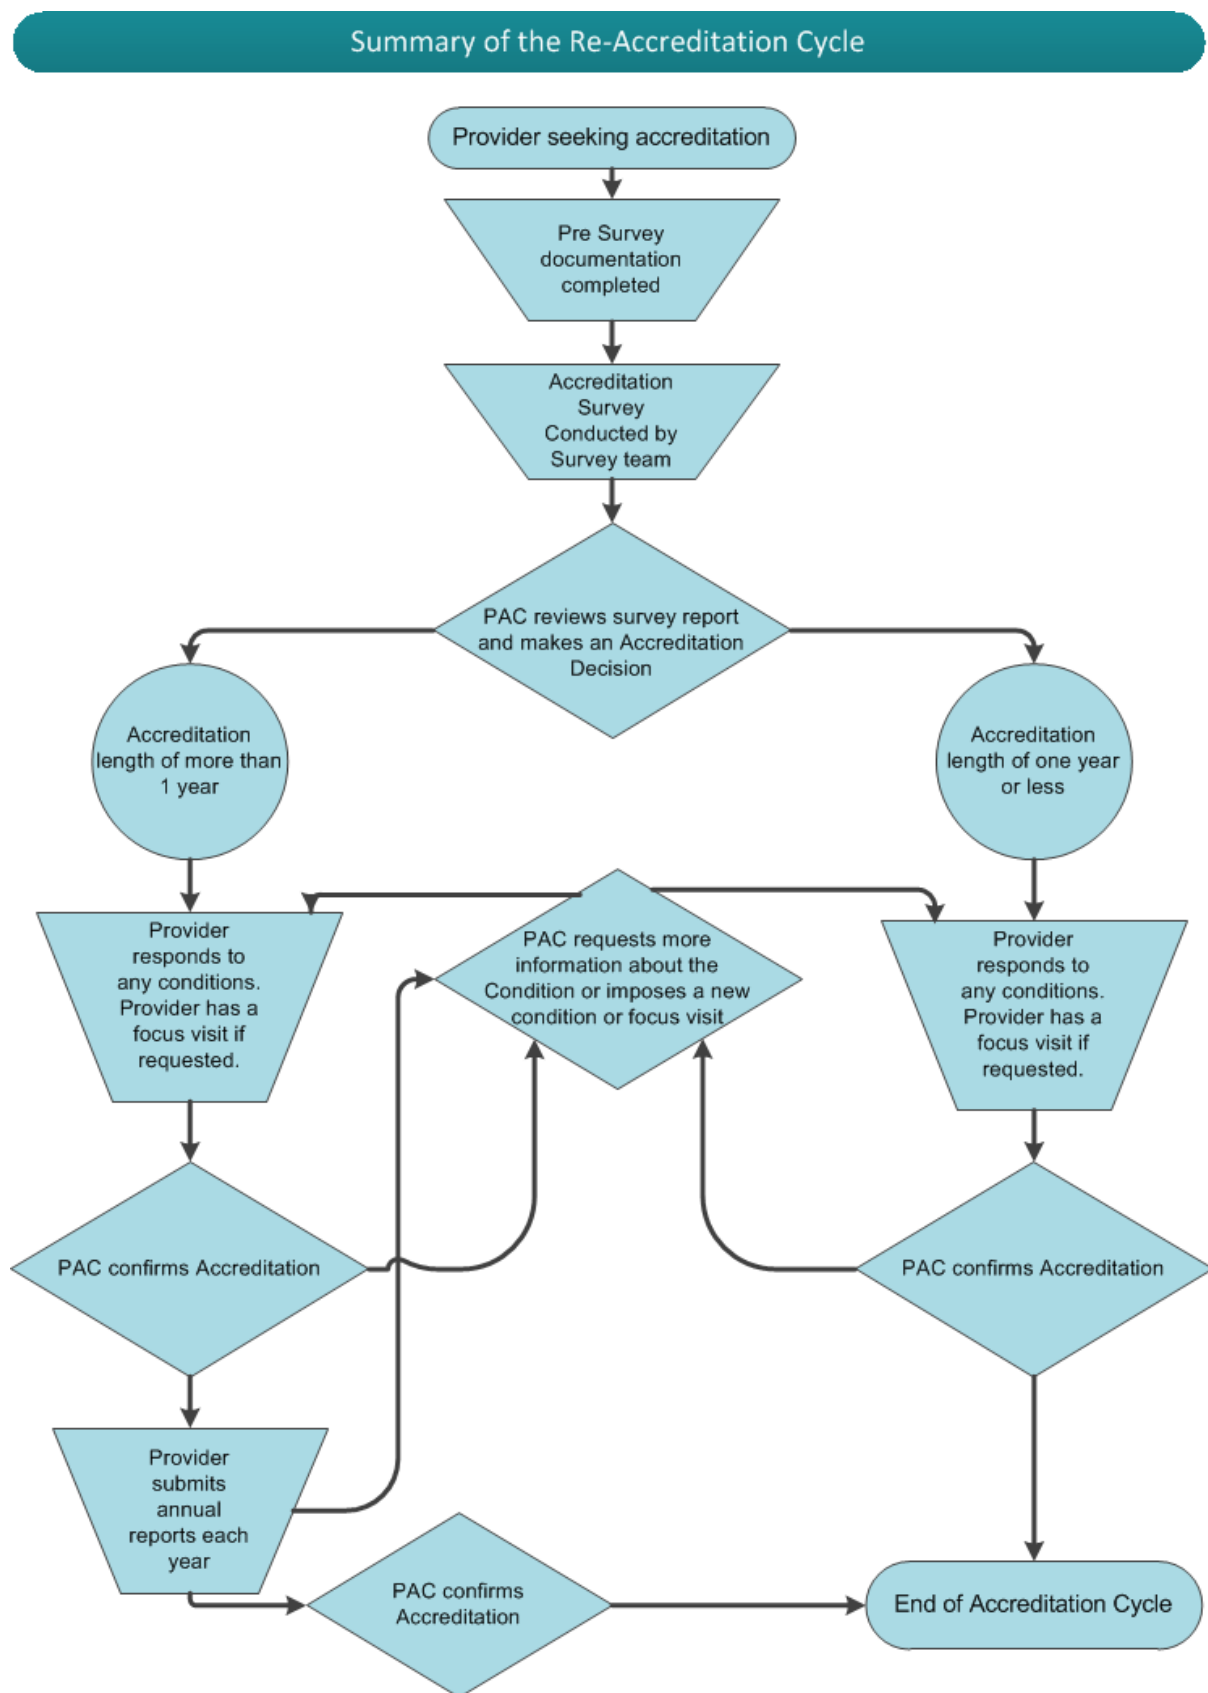 Summary of the Re-Accreditation Cycle
Provider seeking accreditation
Pre Survey
documentation
completed
Accreditation
Survey
Conducted by
Survey team
PAC reviews survey report
and makes an Accreditation
Decision
Accreditation
length of more than
1 year
Accreditation
length of one year
or less
Provider
responds to
any conditions.
Provider has a
focus visit if
requested.
PAC requests more
information about the
Condition or imposes a new
condition or focus visit
Provider
responds to
any conditions.
Provider has a
focus visit if
requested.
PAC confirms Accreditation
PAC confirms Accreditation
Provider
submits
annual
reports each
year
PAC confirms
Accreditation
End of Accreditation Cycle